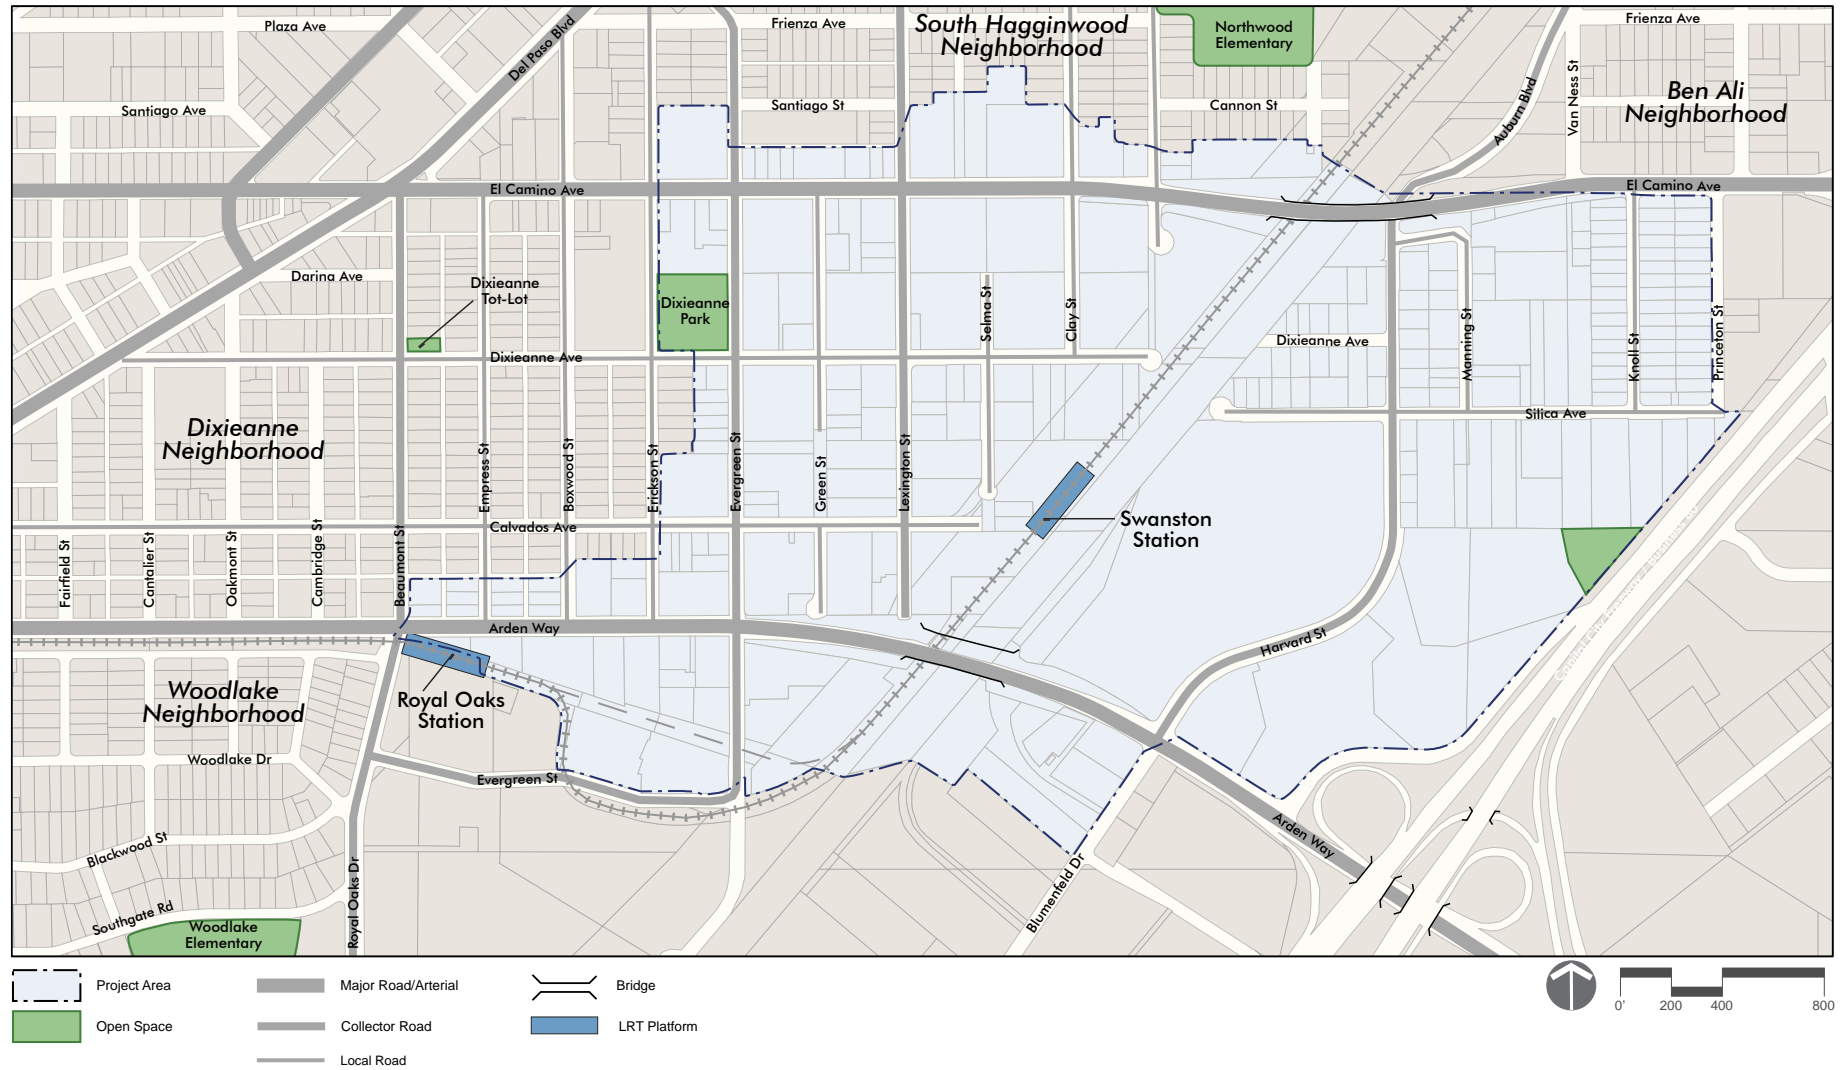 Plaza Ave
Del Paso Blvd
Frienza Ave
South Hagginwood
Neighborhood
Northwood
Elementary
Frienza Ave
Santiago Ave
Santiago St
Cannon St
Auburn Blvd
Van Ness St
Ben Ali
Neighborhood
El Camino Ave
El Camino Ave
Darina Ave
Dixieanne
Tot-Lot
Dixieanne
Park
Selma St
Clay St
Dixieanne Ave
Manning St
Knoll St
Princeton St
Dixieanne Ave
Silica Ave
Dixieanne
Neighborhood
Empress St
Boxwood St
Erickson St
Evergreen St
Green St
Lexington St
Calvados Ave
Swanston
Station
Fairfield St
Cantalier St
Oakmont St
Cambridge St
Beaumont St
Arden Way
Harvard St
Capital City Freeway / Business 80
Woodlake
Neighborhood
Royal Oaks
Station
Woodlake Dr
Evergreen St
Arden Way
Blackwood St
Royal Oaks Dr
Blumenfeld Dr
Southgate Rd
Woodlake
Elementary
Project Area
Major Road/Arterial
Bridge
Open Space
Collector Road
LRT Platform
Local Road
0' 200 400 800